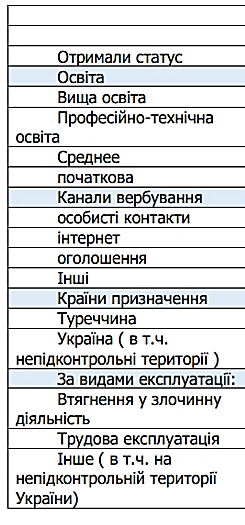 Отримали статус
Освіта
Вища освіта
Професійно-технічна
освіта
Среднее
початкова
Канали вербування
особисті контакти
інтернет
оголошення
Інші
Країни призначення
Туреччина
Україна ( в т.ч.
непідконтрольні території )
За видами експлуатації:
Втягнення у злочинну
діяльність
Трудова експлуатація
Інше ( в т.ч. на
непідконтрольній території
України)